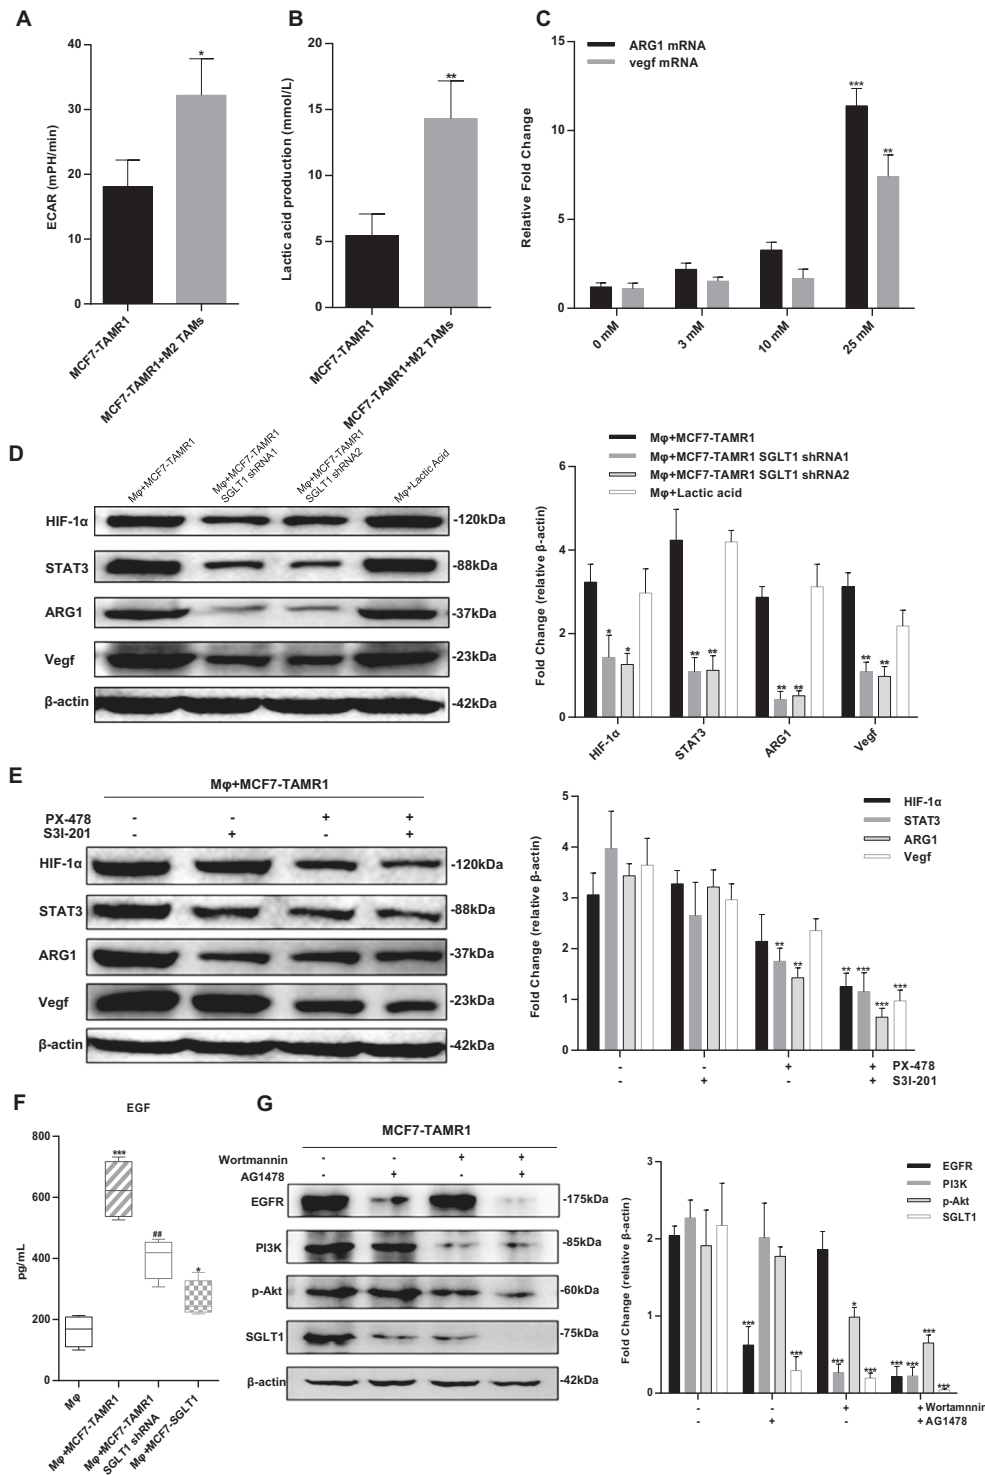 A
40
30
20
10
0
ECAR (mPH/min)
*
MCF7-TAMR1
MCF7-TAMR1+M2 TAMs
B
20
15
10
5
0
Lactic acid production (mmol/L)
**
MCF7-TAMR1
MCF7-TAMR1+M2 TAMs
C
15
10
5
0
Relative Fold Change
ARG1 mRNA
vegf mRNA
***
**
0 mM
3 mM
10 mM
25 mM
D
Mφ+MCF7-TAMR1
Mφ+MCF7-TAMR1
SGLT1 shRNA1
Mφ+MCF7-TAMR1
SGLT1 shRNA2
Mφ+Lactic Acid
HIF-1α
-120kDa
STAT3
-88kDa
ARG1
-37kDa
Vegf
-23kDa
β-actin
-42kDa
Mφ+MCF7-TAMR1
Mφ+MCF7-TAMR1 SGLT1 shRNA1
Mφ+MCF7-TAMR1 SGLT1 shRNA2
Mφ+Lactic acid
6
4
2
0
Fold Change (relative β-actin)
* *
** **
** **
** **
HIF-1α
STAT3
ARG1
Vegf
E
Mφ+MCF7-TAMR1
PX-478 - - + +
S3I-201 - + - +
HIF-1α
-120kDa
STAT3
-88kDa
ARG1
-37kDa
Vegf
-23kDa
β-actin
-42kDa
5
4
3
2
1
0
Fold Change (relative β-actin)
HIF-1α
STAT3
ARG1
Vegf
** **
** *** *** ***
- - + + PX-478
- + - + S3I-201
F
EGF
800
600
400
200
0
pg/mL
***
##
*
Mφ
Mφ+MCF7-TAMR1
Mφ+MCF7-TAMR1
SGLT1 shRNA
Mφ+MCF7-SGLT1
G
MCF7-TAMR1
Wortmannin - - + +
AG1478 - + - +
EGFR
-175kDa
PI3K
-85kDa
p-Akt
-60kDa
SGLT1
-75kDa
β-actin
-42kDa
3
2
1
0
Fold Change (relative β-actin)
EGFR
PI3K
p-Akt
SGLT1
*** ***
*** * ***
*** *** *** ***
- - + + Wortamnnin
- + - + AG1478